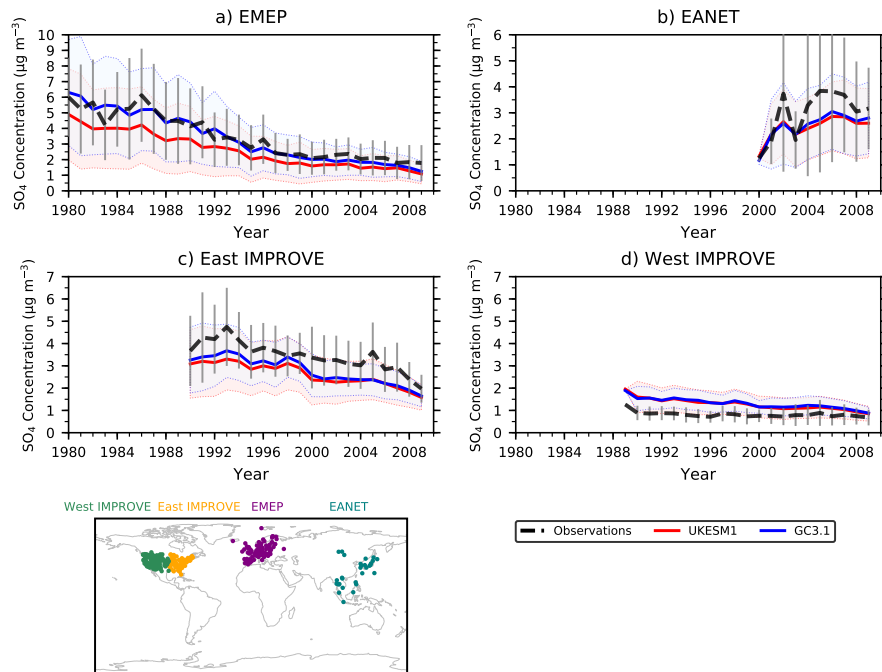 a) EMEP
SO4 Concentration (μg m−3)
10
9
8
7
6
5
4
3
2
1
0
1980 1984 1988 1992 1996 2000 2004 2008
Year
b) EANET
SO4 Concentration (μg m−3)
6
5
4
3
2
1
0
1980 1984 1988 1992 1996 2000 2004 2008
Year
c) East IMPROVE
SO4 Concentration (μg m−3)
7
6
5
4
3
2
1
0
1980 1984 1988 1992 1996 2000 2004 2008
Year
d) West IMPROVE
SO4 Concentration (μg m−3)
7
6
5
4
3
2
1
0
1980 1984 1988 1992 1996 2000 2004 2008
Year
West IMPROVE East IMPROVE EMEP EANET
Observations UKESM1 GC3.1